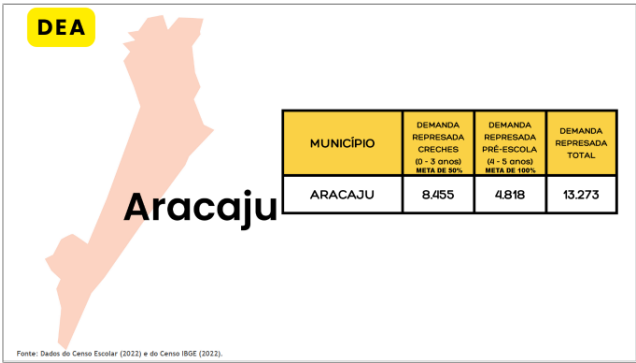 DEA
Aracaju
MUNICÍPIO
DEMANDA
REPRESADA
CRECHES
(0 - 3 anos)
META DE 50%
DEMANDA
REPRESADA
PRÉ-ESCOLA
(4 - 5 anos)
META DE 100%
DEMANDA
REPRESADA
TOTAL
ARACAJU
8.455
4.818
13.273
Fonte: Dados do Censo Escolar (2022) e do Censo IBGE (2022).